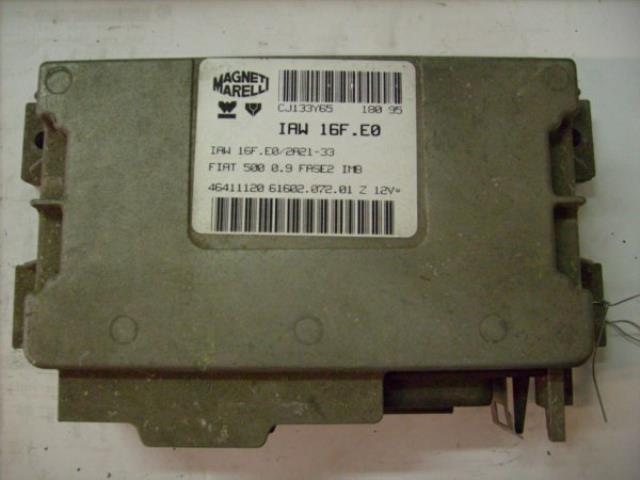 MAGNETI
MARELLI
CJ133Y65 180 95
IAW 16F.E0
IAW 16F.E0/2A21-33
FIAT 500 0.9 FASE2 IMB
46411120 61602.072.01 Z 12V=